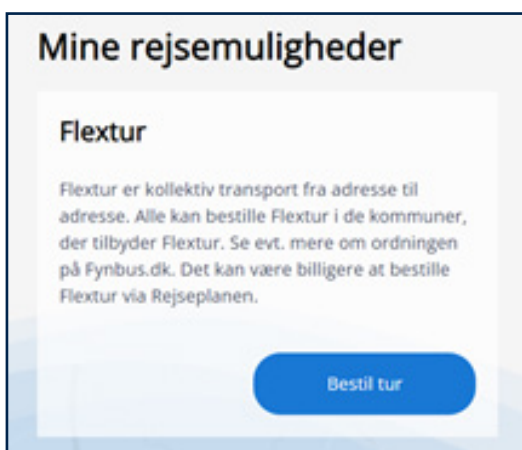 Mine rejsemuligheder
Flextur
Flextur er kollektiv transport fra adresse til
adresse. Alle kan bestille Flextur i de kommuner,
der tilbyder Flextur. Se evt. mere om ordningen
på Fynbus.dk. Det kan være billigere at bestille
Flextur via Rejseplanen.
Bestil tur